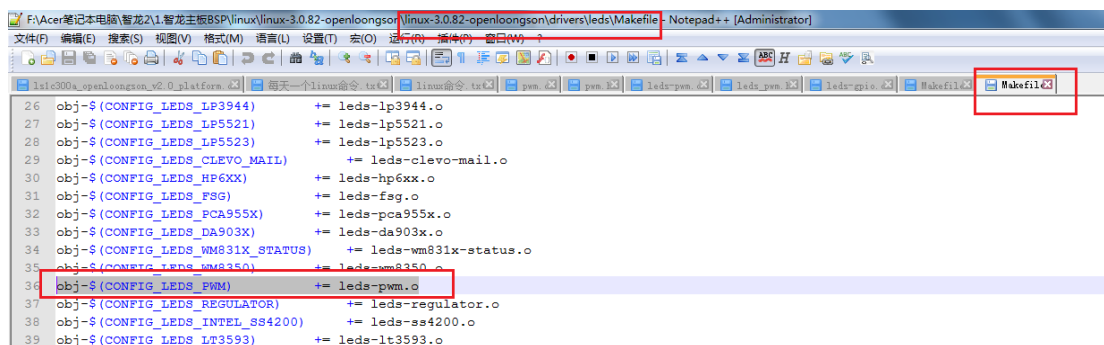 F:\Acer笔记本电脑\智龙2\1.智龙主板BSP\linux\linux-3.0.82-openloongson\linux-3.0.82-openloongson\drivers\leds\Makefile - Notepad++ [Administrator]
文件(F) 编辑(E) 搜索(S) 视图(V) 格式(M) 语言(L) 设置(T) 宏(O) 运行(R) 插件(P) 窗口(W) ?
ls1c300a_openloongson_v2.0_platform.c 每天一个linux命令.txt linux命令.txt pwm.c pwm.h leds-pwm.c leds_pwm.h leds-gpio.c Makefile Makefile
26 obj-$(CONFIG_LEDS_LP3944) += leds-lp3944.o
27 obj-$(CONFIG_LEDS_LP5521) += leds-lp5521.o
28 obj-$(CONFIG_LEDS_LP5523) += leds-lp5523.o
29 obj-$(CONFIG_LEDS_CLEVO_MAIL) += leds-clevo-mail.o
30 obj-$(CONFIG_LEDS_HP6XX) += leds-hp6xx.o
31 obj-$(CONFIG_LEDS_FSG) += leds-fsg.o
32 obj-$(CONFIG_LEDS_PCA955X) += leds-pca955x.o
33 obj-$(CONFIG_LEDS_DA903X) += leds-da903x.o
34 obj-$(CONFIG_LEDS_WM831X_STATUS) += leds-wm831x-status.o
35 obj-$(CONFIG_LEDS_WM8350) += leds-wm8350.o
36 obj-$(CONFIG_LEDS_PWM) += leds-pwm.o
37 obj-$(CONFIG_LEDS_REGULATOR) += leds-regulator.o
38 obj-$(CONFIG_LEDS_INTEL_SS4200) += leds-ss4200.o
39 obj-$(CONFIG_LEDS_LT3593) += leds-lt3593.o